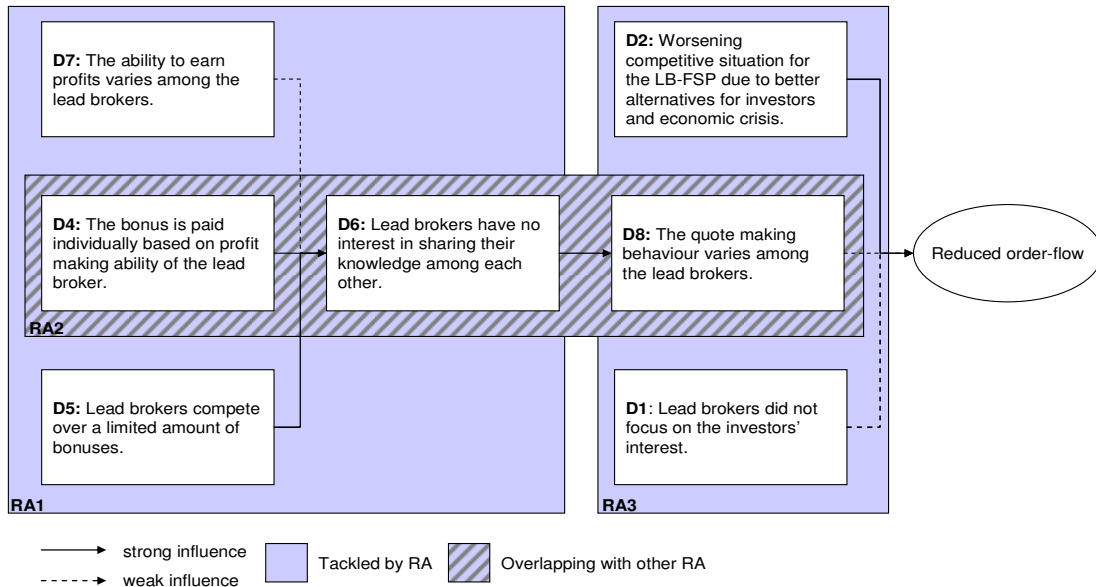 D7: The ability to earn
profits varies among the
lead brokers.
D2: Worsening
competitive situation for
the LB-FSP due to better
alternatives for investors
and economic crisis.
D4: The bonus is paid
individually based on profit
making ability of the lead
broker.
D6: Lead brokers have no
interest in sharing their
knowledge among each
other.
D8: The quote making
behaviour varies among
the lead brokers.
Reduced order-flow
RA2
D5: Lead brokers compete
over a limited amount of
bonuses.
D1: Lead brokers did not
focus on the investors’
interest.
RA1
RA3
strong influence
weak influence
Tackled by RA
Overlapping with other RA